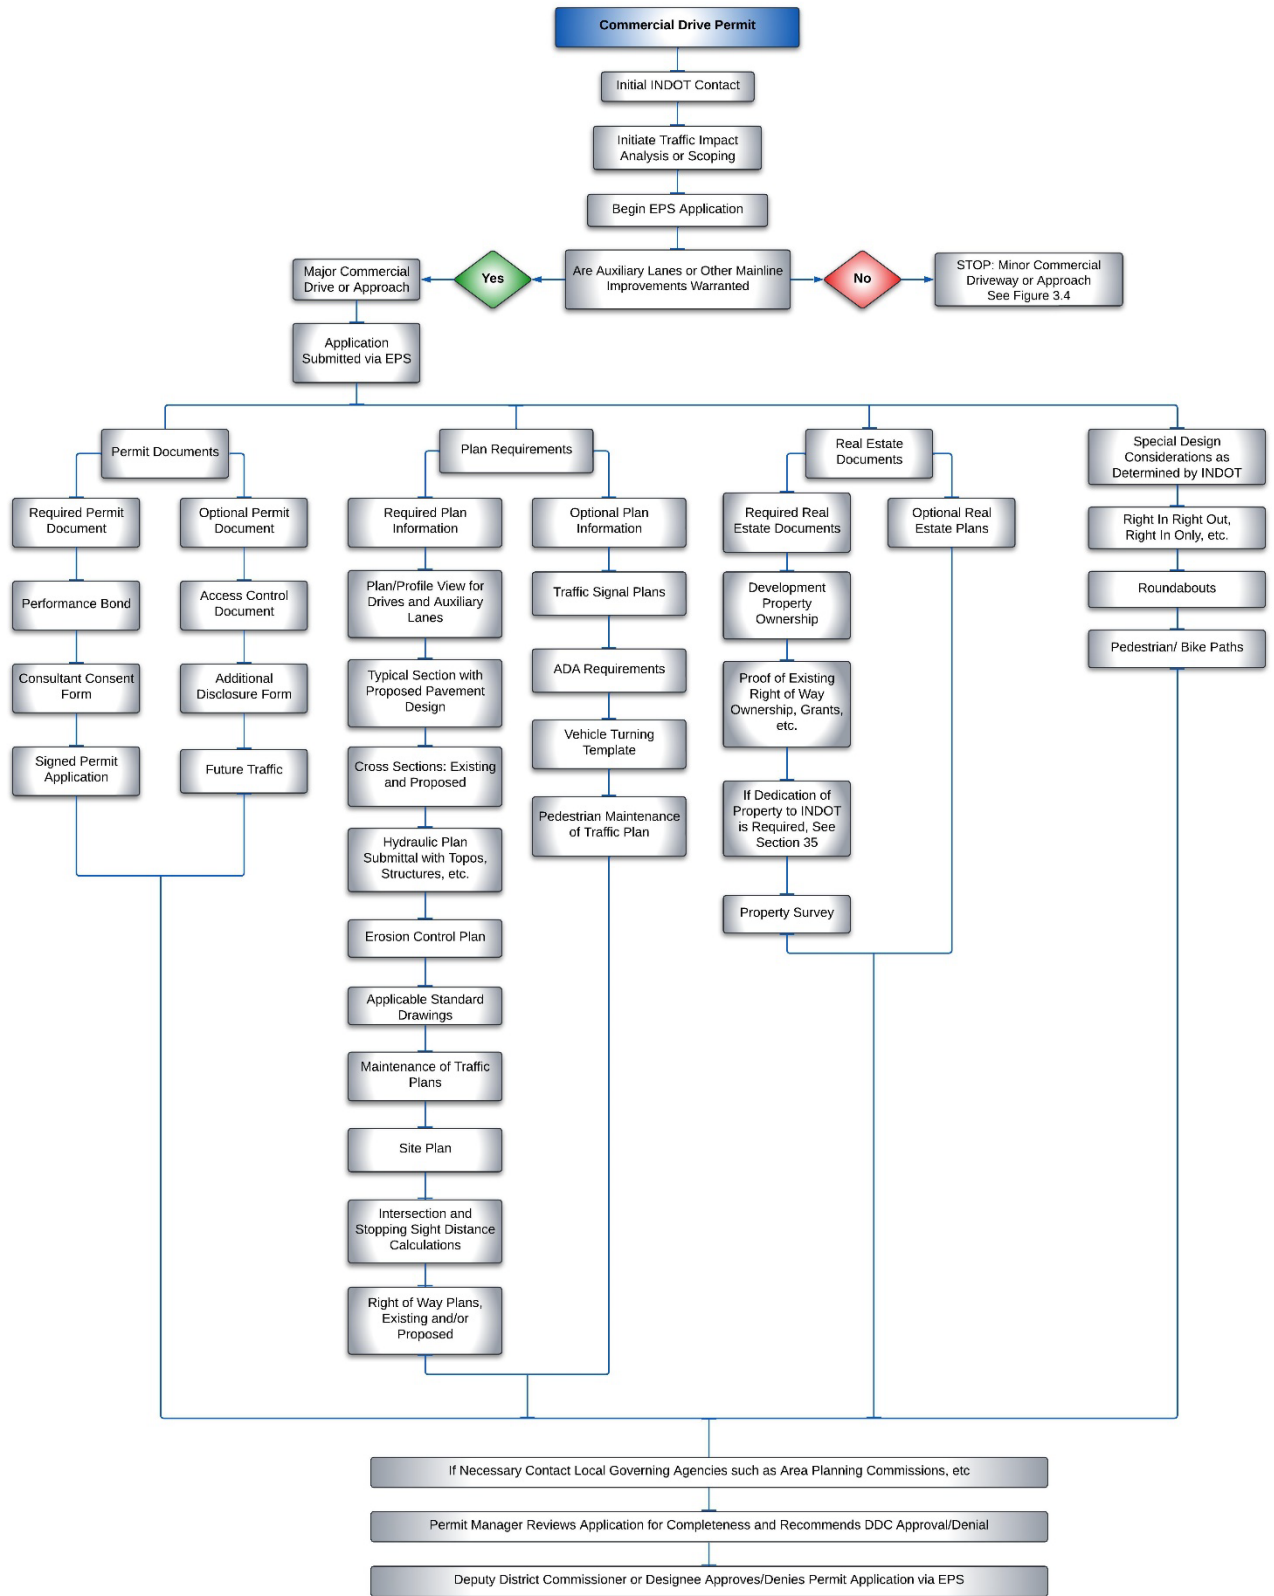 Commercial Drive Permit
Initial INDOT Contact
Initiate Traffic Impact
Analysis or Scoping
Begin EPS Application
Are Auxiliary Lanes or Other Mainline
Improvements Warranted
Yes
No
Major Commercial
Drive or Approach
STOP: Minor Commercial
Driveway or Approach
See Figure 3.4
Application
Submitted via EPS
Permit Documents
Required Permit
Document
Performance Bond
Consultant Consent
Form
Signed Permit
Application
Optional Permit
Document
Access Control
Document
Additional
Disclosure Form
Future Traffic
Plan Requirements
Required Plan
Information
Plan/Profile View for
Drives and Auxiliary
Lanes
Typical Section with
Proposed Pavement
Design
Cross Sections: Existing
and Proposed
Hydraulic Plan
Submittal with Topos,
Structures, etc.
Erosion Control Plan
Applicable Standard
Drawings
Maintenance of Traffic
Plans
Site Plan
Intersection and
Stopping Sight Distance
Calculations
Right of Way Plans,
Existing and/or
Proposed
Optional Plan
Information
Traffic Signal Plans
ADA Requirements
Vehicle Turning
Template
Pedestrian Maintenance
of Traffic Plan
Real Estate
Documents
Required Real
Estate Documents
Development
Property
Ownership
Proof of Existing
Right of Way
Ownership, Grants,
etc.
If Dedication of
Property to INDOT
is Required, See
Section 35
Property Survey
Optional Real
Estate Plans
Special Design
Considerations as
Determined by INDOT
Right In Right Out,
Right In Only, etc.
Roundabouts
Pedestrian/ Bike Paths
If Necessary Contact Local Governing Agencies such as Area Planning Commissions, etc
Permit Manager Reviews Application for Completeness and Recommends DDC Approval/Denial
Deputy District Commissioner or Designee Approves/Denies Permit Application via EPS